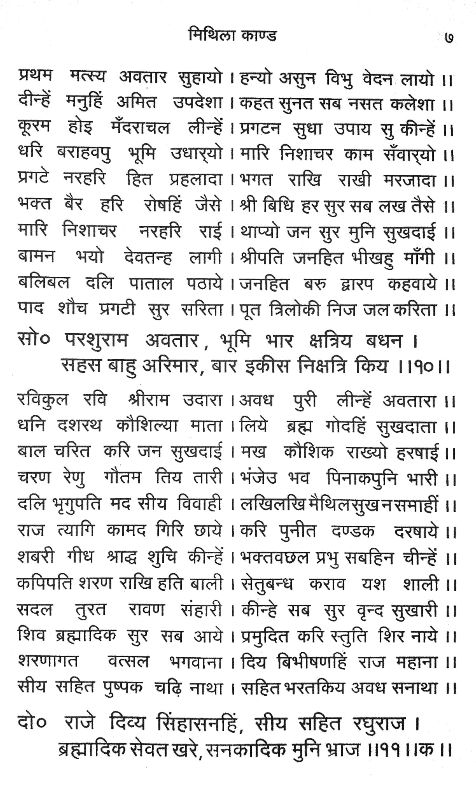 मिथिला काण्ड ७
प्रथम मत्स्य अवतार सुहायो। हन्यो असुन विभु वेदन लायो।।
दीन्हें मनुहिं अमित उपदेशा। कहत सुनत सब नसत कलेशा।।
कूरम होइ मँदराचल लीन्हें। प्रगटन सुधा उपाय सु कीन्हें।।
धरि बराहवपु भूमि उधार्‌यो। मारि निशाचर काम सँवार्‌यो।।
प्रगटे नरहरि हित प्रहलादा। भगत राखि राखी मरजादा।।
भक्त बैर हरि रोषहिं जैसे। श्री बिधि हर सुर सब लख तैसे।।
मारि निशाचर नरहरि राई। थाप्यो जन सुर मुनि सुखदाई।।
बामन भयो देवतन्ह लागी। श्रीपति जनहित भीखहु माँगी।।
बलिबल दलि पाताल पठाये। जनहित बरु द्वारप कहवाये।।
पाद शौच प्रगटी सुर सरिता। पूत त्रिलोकी निज जल करिता।।
सो० परशुराम अवतार, भूमि भार क्षत्रिय बधन।
सहस बाहु अरिमार, बार इकीस निक्षत्रि किय।।१०।।
रविकुल रवि श्रीराम उदारा। अवध पुरी लीन्हें अवतारा।।
धनि दशरथ कौशिल्या माता। लिये ब्रह्म गोदहिं सुखदाता।।
बाल चरित करि जन सुखदाई। मख कौशिक राख्यो हरषाई।।
चरण रेणु गौतम तिय तारी। भंजेउ भव पिनाकपुनि भारी।।
दलि भृगुपति मद सीय विवाही। लखिलखि मैथिलसुख न समाहीं।।
राज त्यागि कामद गिरि छाये। करि पुनीत दण्डक दरषाये।।
शबरी गीध श्राद्ध शुचि कीन्हें। भक्तवछल प्रभु सबहिन चीन्हें।।
कपिपति शरण राखि हति बाली। सेतुबन्ध कराव यश शाली।।
सदल तुरत रावण संहारी। कीन्हे सब सुर वृन्द सुखारी।।
शिव ब्रह्मादिक सुर सब आये। प्रमुदित करि स्तुति शिर नाये।।
शरणागत वत्सल भगवाना। दिय बिभीषणहिं राज महाना।।
सीय सहित पुष्पक चढ़ि नाथा। सहित भरतकिय अवध सनाथा।।
दो० राजे दिव्य सिंहासनहिं, सीय सहित रघुराज।
ब्रह्मादिक सेवत खरे, सनकादिक मुनि भ्राज।।११।।क।।